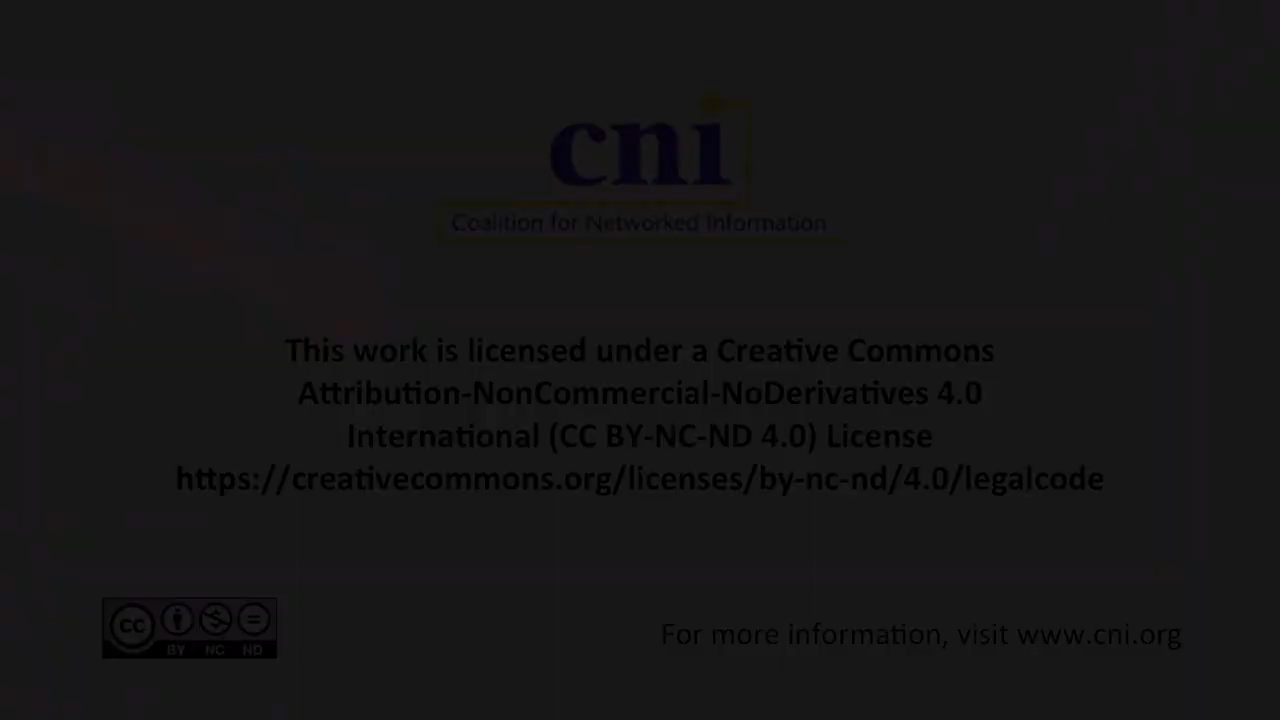 cni
Coalition for Networked Information
This work is licensed under a Creative Commons
Attribution-NonCommercial-NoDerivatives 4.0
International (CC BY-NC-ND 4.0) License
https://creativecommons.org/licenses/by-nc-nd/4.0/legalcode
CC
BY NC ND
For more information, visit www.cni.org